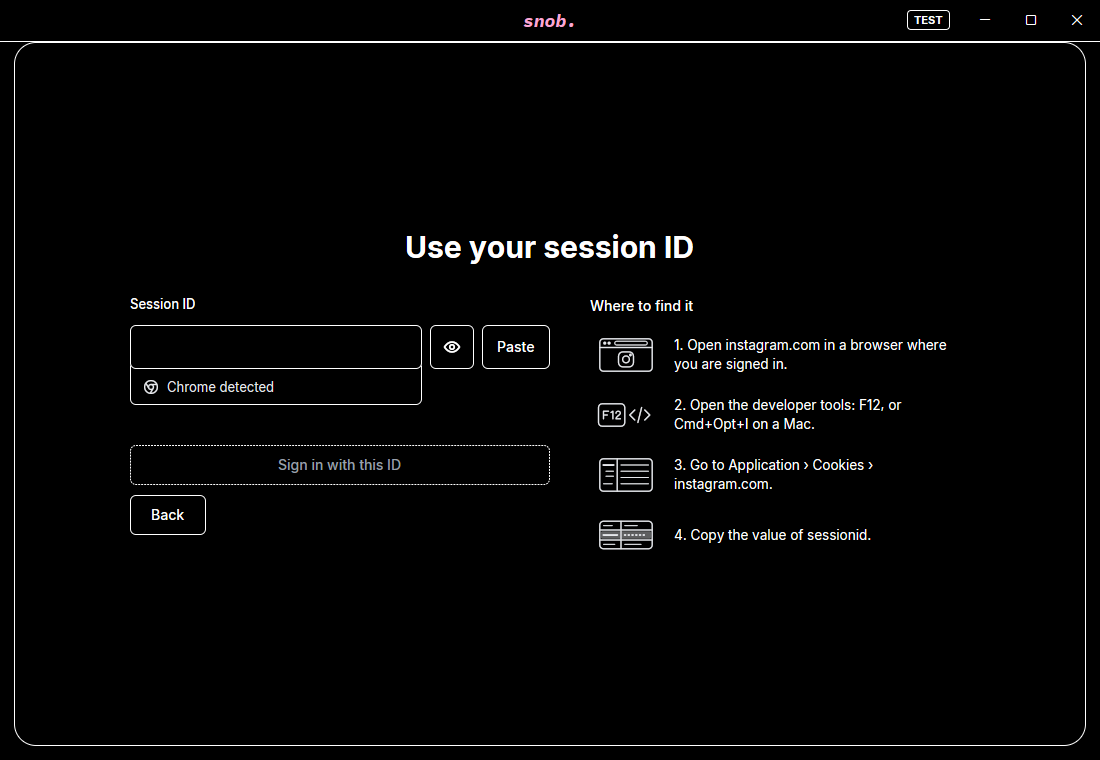 snob.
TEST
Use your session ID
Session ID
Paste
Chrome detected
Sign in with this ID
Back
Where to find it
1. Open instagram.com in a browser where
you are signed in.
F12 </>
2. Open the developer tools: F12, or
Cmd+Opt+I on a Mac.
3. Go to Application › Cookies ›
instagram.com.
4. Copy the value of sessionid.